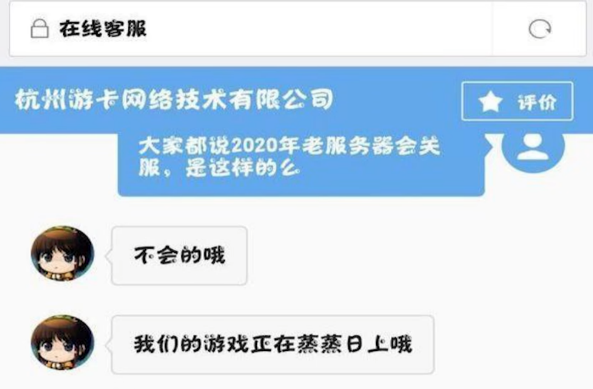 在线客服
杭州游卡网络技术有限公司
评价
大家都说2020年老服务器会关
服，是这样的么
不会的哦
我们的游戏正在蒸蒸日上哦